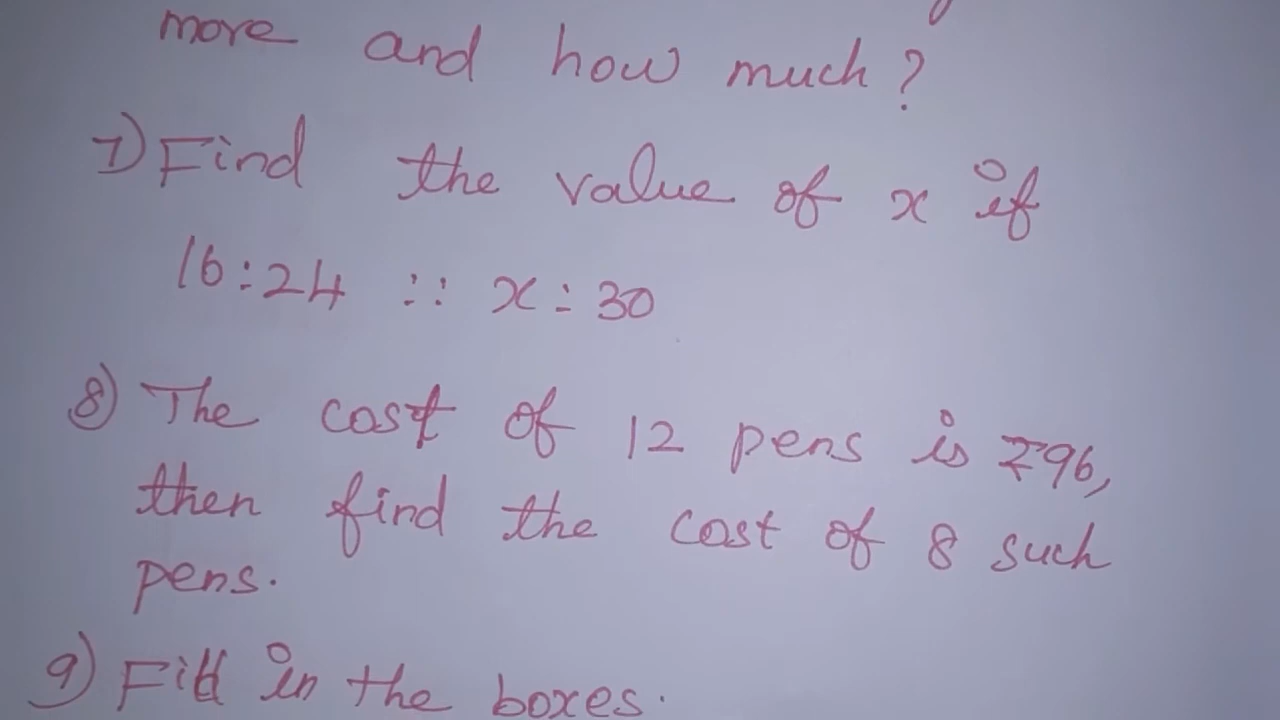 more and how much?
7) Find the value of x if
16:24 :: x:30
8) The cost of 12 pens is ₹96,
then find the cost of 8 such
pens.
9) Fill in the boxes.